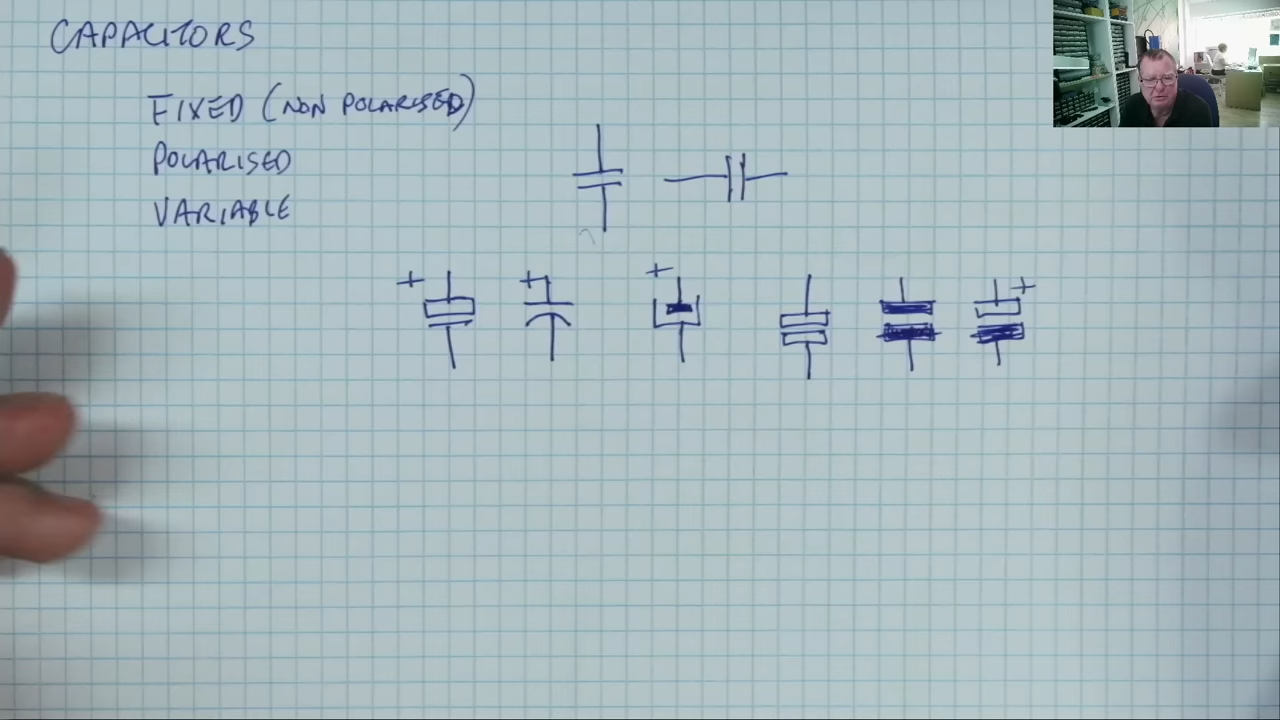 CAPACITORS
FIXED (NON POLARISED)
POLARISED
VARIABLE
+ + + +